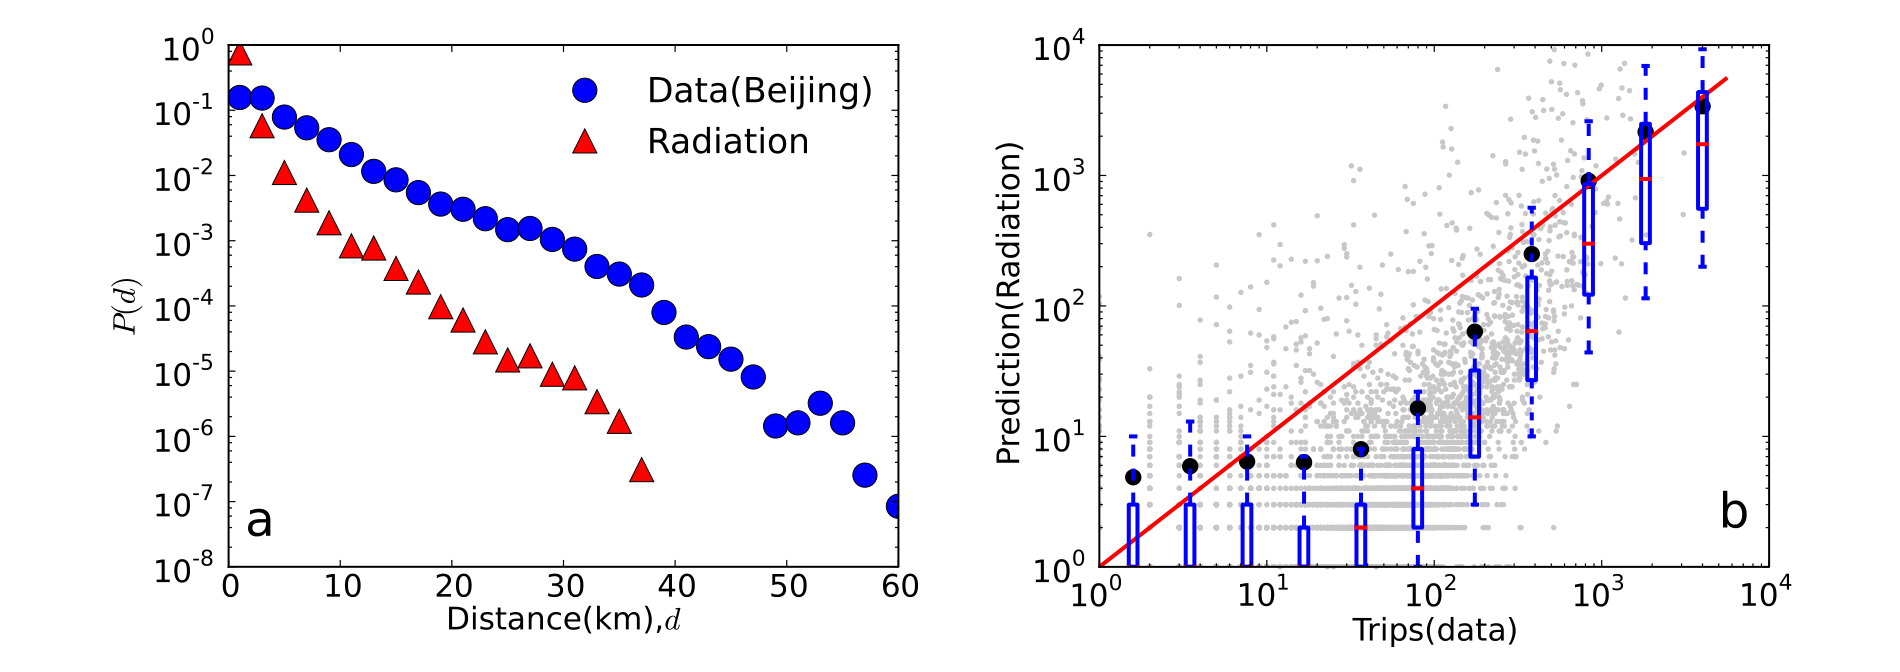 10^0
10^-1
10^-2
10^-3
10^-4
10^-5
10^-6
10^-7
10^-8
P(d)
Data(Beijing)
Radiation
a
0 10 20 30 40 50 60
Distance(km),d
10^4
10^3
10^2
10^1
10^0
Prediction(Radiation)
b
10^0 10^1 10^2 10^3 10^4
Trips(data)